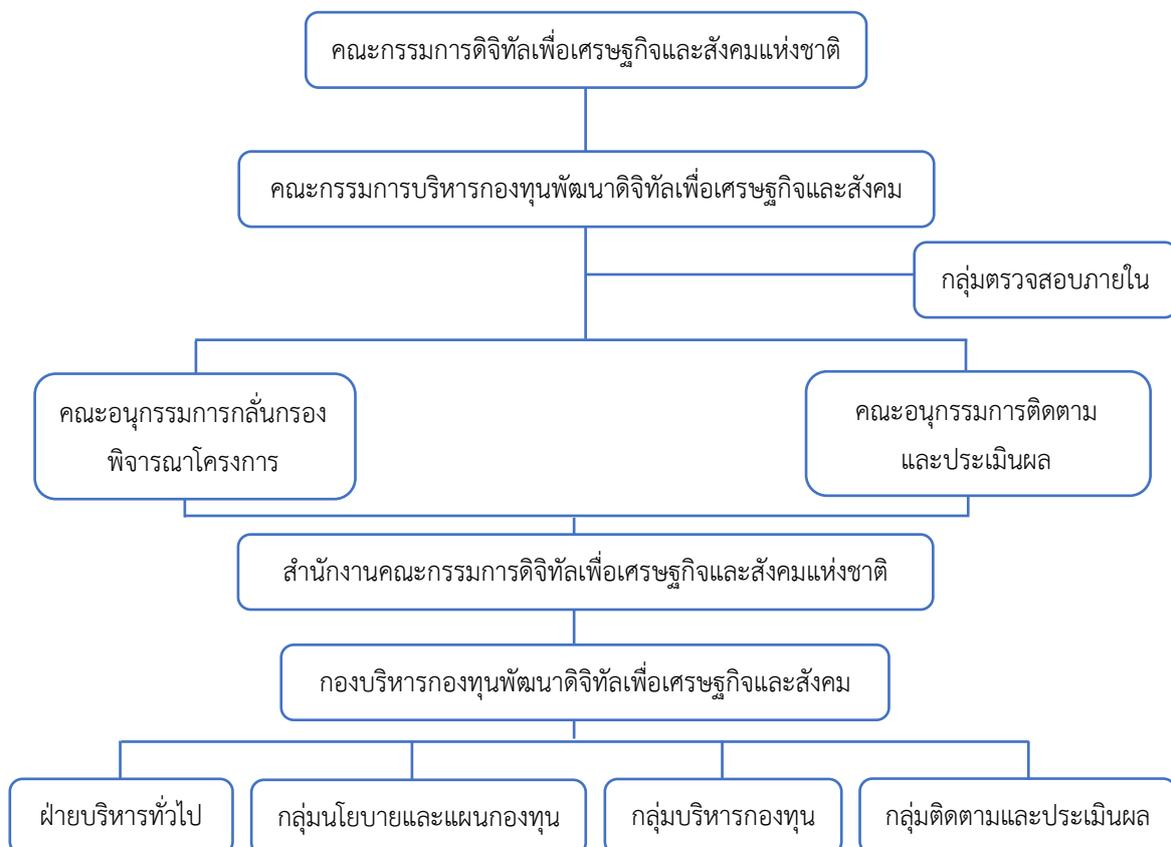 คณะกรรมการดิจิทัลเพื่อเศรษฐกิจและสังคมแห่งชาติ
คณะกรรมการบริหารกองทุนพัฒนาดิจิทัลเพื่อเศรษฐกิจและสังคม
กลุ่มตรวจสอบภายใน
คณะอนุกรรมการกลั่นกรอง
พิจารณาโครงการ
คณะอนุกรรมการติดตาม
และประเมินผล
สำนักงานคณะกรรมการดิจิทัลเพื่อเศรษฐกิจและสังคมแห่งชาติ
กองบริหารกองทุนพัฒนาดิจิทัลเพื่อเศรษฐกิจและสังคม
ฝ่ายบริหารทั่วไป
กลุ่มนโยบายและแผนกองทุน
กลุ่มบริหารกองทุน
กลุ่มติดตามและประเมินผล